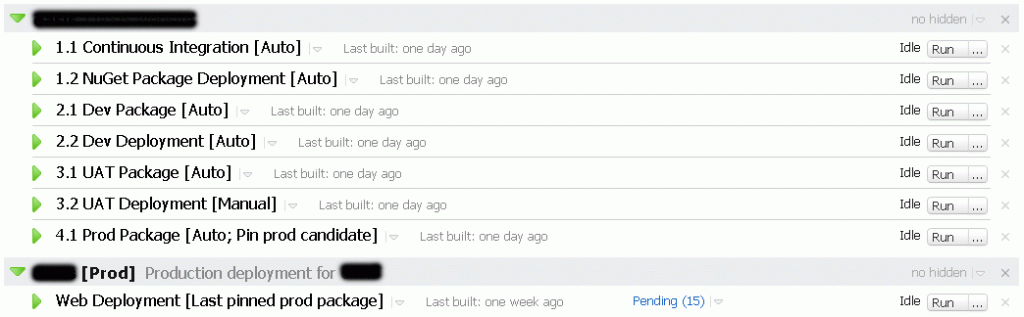 no hidden
1.1 Continuous Integration [Auto] Last built: one day ago Idle Run ...
1.2 NuGet Package Deployment [Auto] Last built: one day ago Idle Run ...
2.1 Dev Package [Auto] Last built: one day ago Idle Run ...
2.2 Dev Deployment [Auto] Last built: one day ago Idle Run ...
3.1 UAT Package [Auto] Last built: one day ago Idle Run ...
3.2 UAT Deployment [Manual] Last built: one day ago Idle Run ...
4.1 Prod Package [Auto; Pin prod candidate] Last built: one day ago Idle Run ...
[Prod] Production deployment for no hidden
Web Deployment [Last pinned prod package] Last built: one week ago Pending (15) Idle Run ...